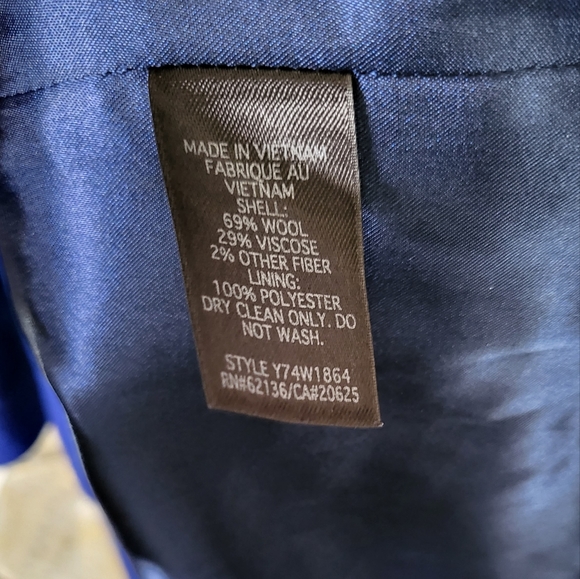 MADE IN VIETNAM
FABRIQUE AU
VIETNAM
SHELL:
69% WOOL
29% VISCOSE
2% OTHER FIBER
LINING:
100% POLYESTER
DRY CLEAN ONLY. DO
NOT WASH.
STYLE Y74W1864
RN#62136/CA#20625